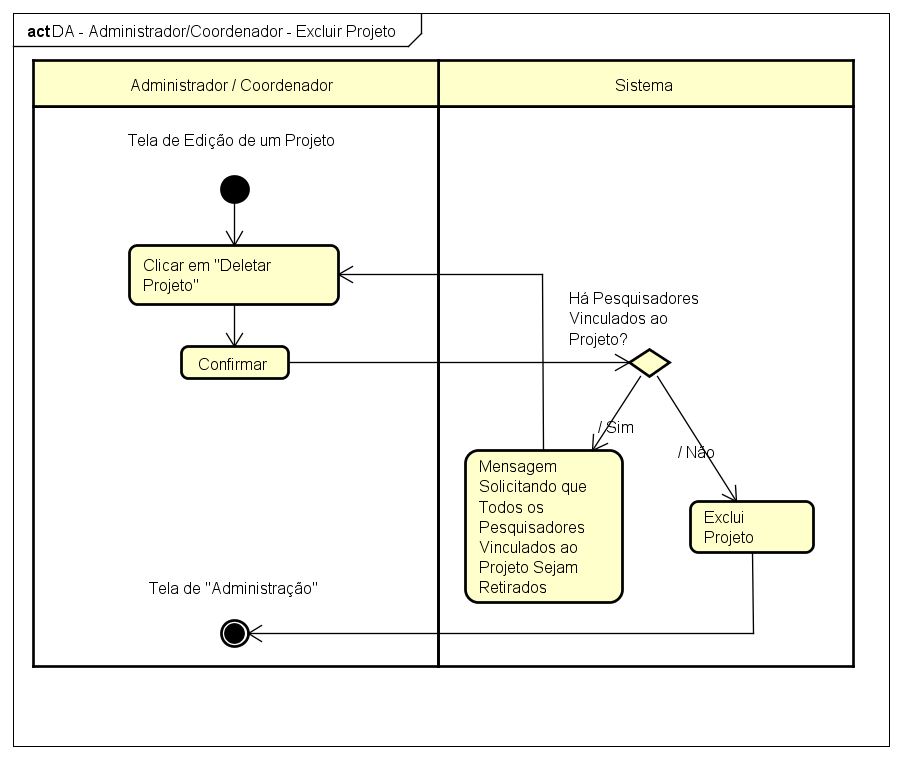 act DA - Administrador/Coordenador - Excluir Projeto
Administrador / Coordenador
Sistema
Tela de Edição de um Projeto
Clicar em "Deletar
Projeto"
Confirmar
Há Pesquisadores
Vinculados ao
Projeto?
/ Sim
/ Não
Mensagem
Solicitando que
Todos os
Pesquisadores
Vinculados ao
Projeto Sejam
Retirados
Exclui
Projeto
Tela de "Administração"